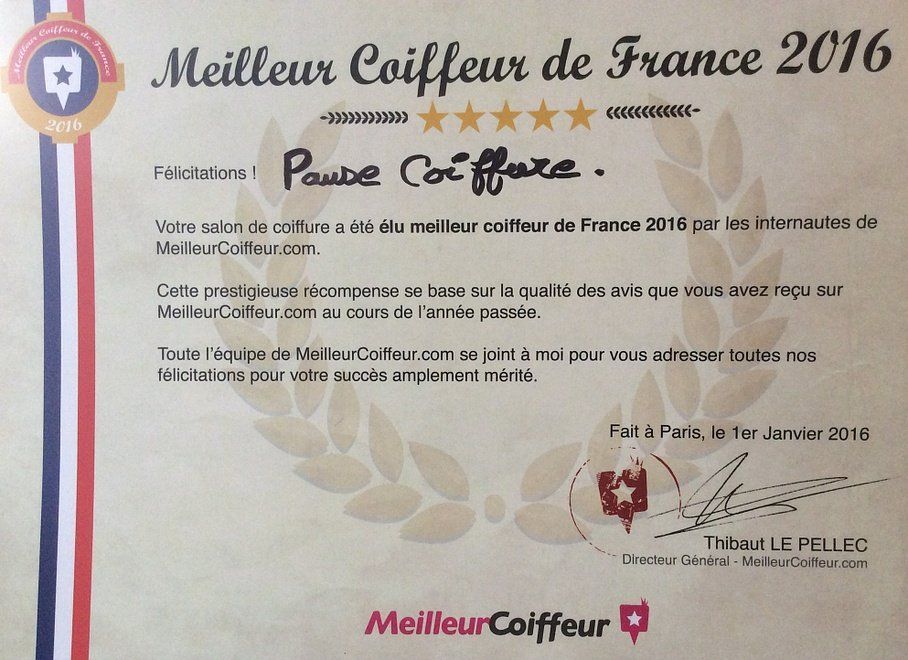 Meilleur Coiffeur de France
2016
Meilleur Coiffeur de France 2016
Félicitations ! Pause Coiffure.
Votre salon de coiffure a été élu meilleur coiffeur de France 2016 par les internautes de
MeilleurCoiffeur.com.
Cette prestigieuse récompense se base sur la qualité des avis que vous avez reçu sur
MeilleurCoiffeur.com au cours de l'année passée.
Toute l'équipe de MeilleurCoiffeur.com se joint à moi pour vous adresser toutes nos
félicitations pour votre succès amplement mérité.
Fait à Paris, le 1er Janvier 2016
Thibaut LE PELLEC
Directeur Général - MeilleurCoiffeur.com
MeilleurCoiffeur